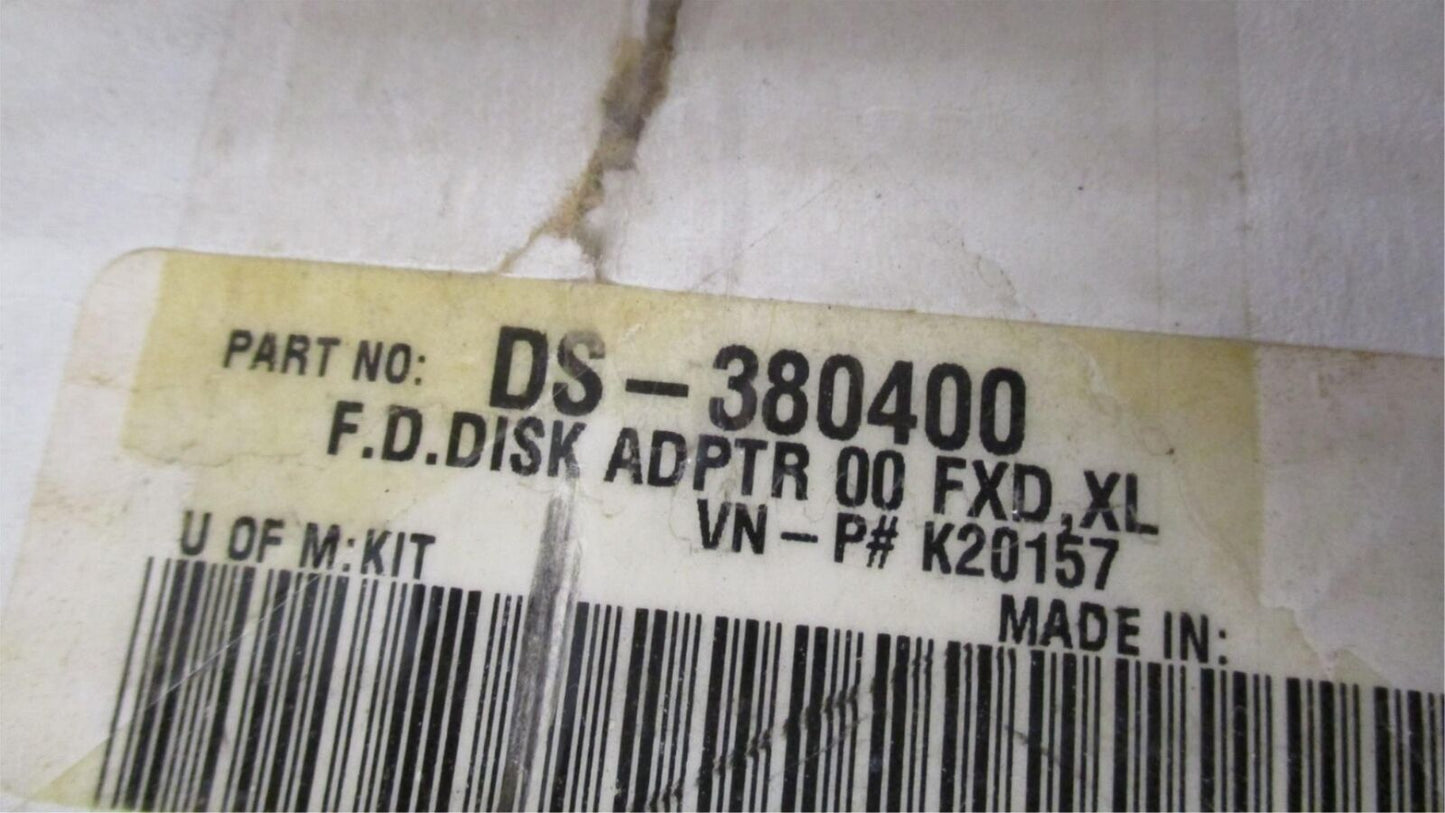 PART NO: DS-380400
F.D.DISK ADPTR 00 FXD,XL
VN-P# K20157
U OF M:KIT
MADE IN: